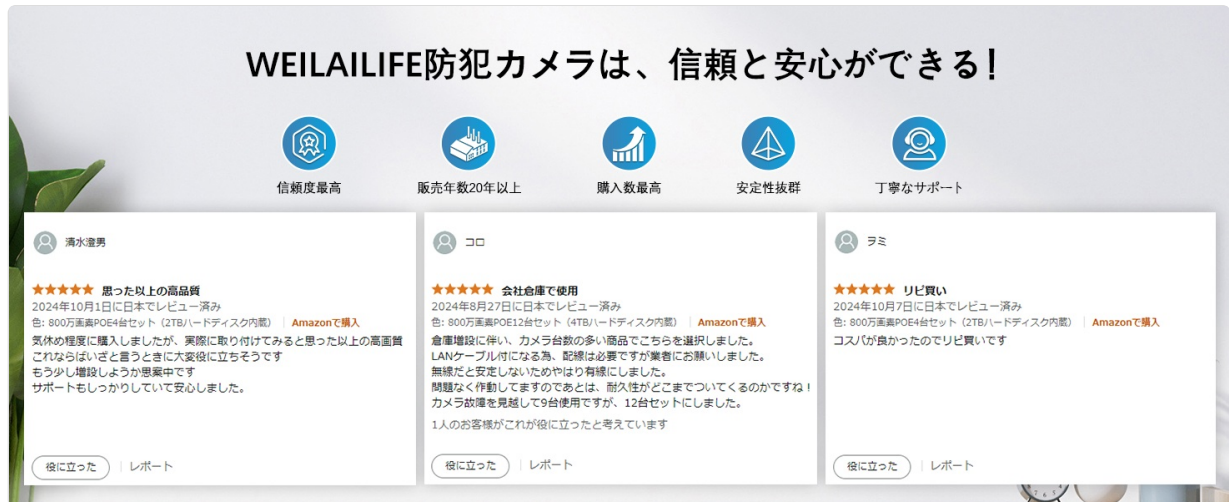 WEILAILIFE防犯カメラは、信頼と安心ができる!
信頼度最高
販売年数20年以上
購入数最高
安定性抜群
丁寧なサポート
清水澄男
★★★★★ 思った以上の高品質
2024年10月1日に日本でレビュー済み
色: 800万画素POE4台セット（2TBハードディスク内蔵） | Amazonで購入
気休め程度に購入しましたが、実際に取り付けてみると思った以上の高画質
これならばいざと言うときに大変役に立ちそうです
もう少し増設しようか思案中です
サポートもしっかりしていて安心しました。
役に立った | レポート
コロ
★★★★★ 会社倉庫で使用
2024年8月27日に日本でレビュー済み
色: 800万画素POE12台セット（4TBハードディスク内蔵） | Amazonで購入
倉庫増設に伴い、カメラ台数の多い商品でこちらを選択しました。
LANケーブル付になる為、配線は必要ですが業者にお願いしました。
無線だと安定しないためやはり有線にしました。
問題なく作動してますのであとは、耐久性がどこまでついてくるのかですね！
カメラ故障を見越して9台使用ですが、12台セットにしました。
1人のお客様がこれが役に立ったと考えています
役に立った | レポート
ヲミ
★★★★★ リピ買い
2024年10月7日に日本でレビュー済み
色: 800万画素POE4台セット（2TBハードディスク内蔵） | Amazonで購入
コスパが良かったのでリピ買いです
役に立った | レポート